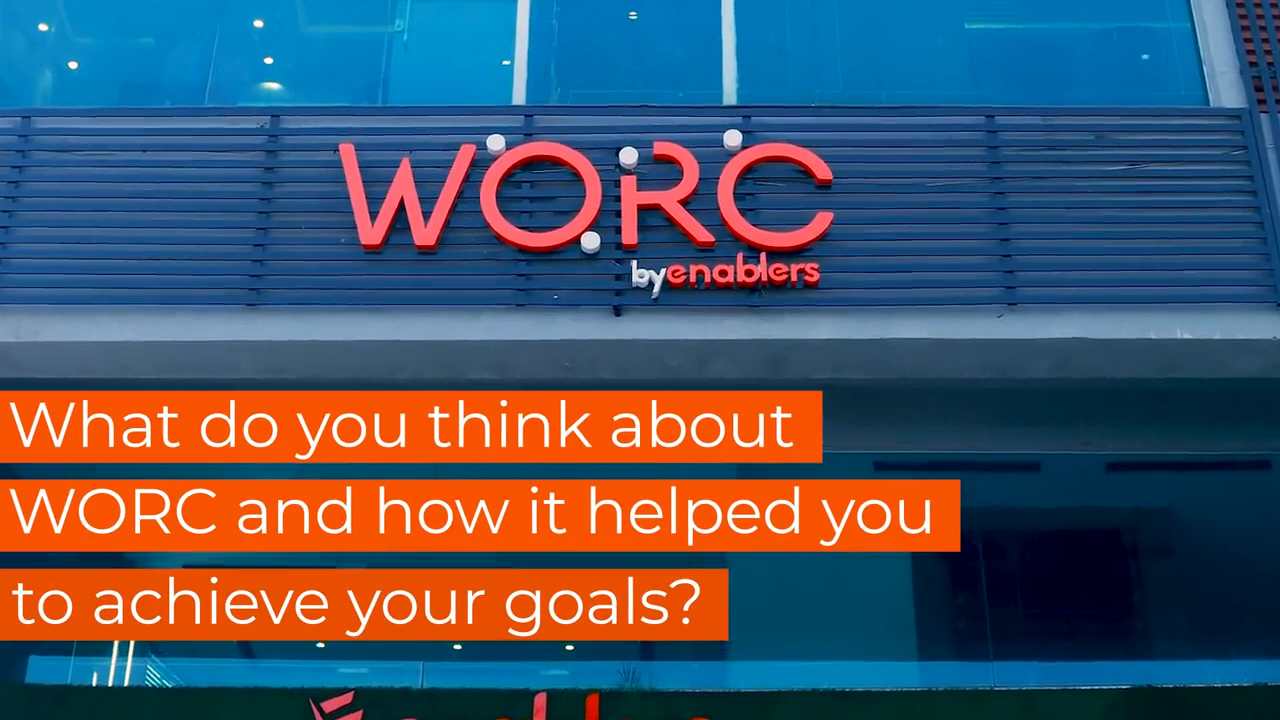 WORC
byenablers
What do you think about
WORC and how it helped you
to achieve your goals?